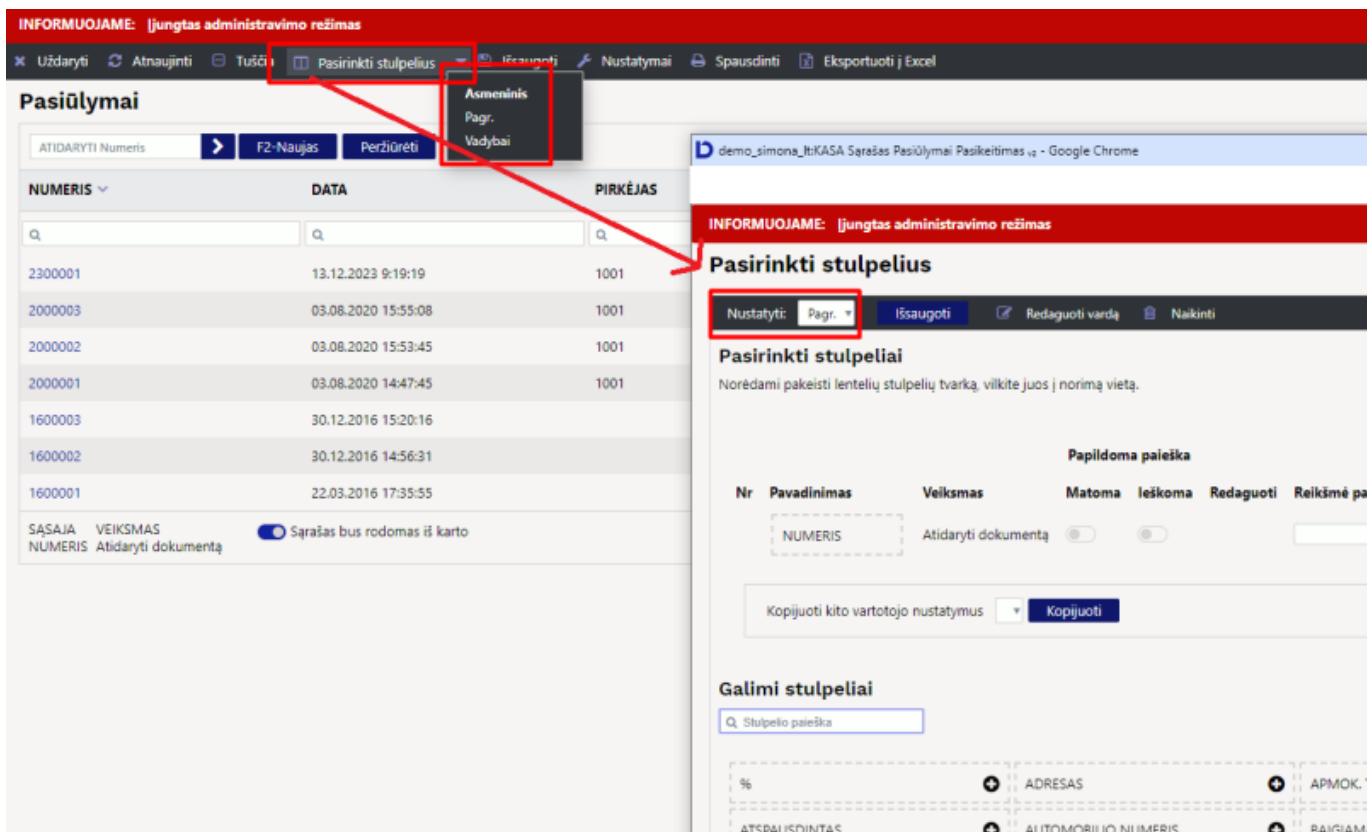 INFORMUOJAME: Įjungtas administravimo režimas
Uždaryti Atnaujinti Pasirinkti stulpelius Išsaugoti Nustatymai Spausdinti Eksportuoti į Excel
Pasiūlymai
Asmeninis
Pagr.
Vadybai
ATIDARYTI Numeris F2-Naujas Peržiūrėti
NUMERIS DATA PIRKĖJAS
2300001 13.12.2023 9:19:19 1001
2000003 03.08.2020 15:55:08 1001
2000002 03.08.2020 15:53:45 1001
2000001 03.08.2020 14:47:45 1001
1600003 30.12.2016 15:20:16
1600002 30.12.2016 14:56:31
1600001 22.03.2016 17:35:55
SĄSAJA VEIKSMAS
NUMERIS Atidaryti dokumentą
Sąrašas bus rodomas iš karto
demo_simona_lt:KASA Sąrašas Pasiūlymai Pasikeitimas - Google Chrome
INFORMUOJAME: Įjungtas administravimo režimas
Pasirinkti stulpelius
Nustatyti: Pagr. Išsaugoti Redaguoti vardą Naikinti
Pasirinkti stulpeliai
Norėdami pakeisti lentelių stulpelių tvarką, vilkite juos į norimą vietą.
Papildoma paieška
Nr Pavadinimas Veiksmas Matoma Ieškoma Redaguoti Reikšmė pa
NUMERIS Atidaryti dokumentą
Kopijuoti kito vartotojo nustatymus Kopijuoti
Galimi stulpeliai
Stulpelio paieška
% ADRESAS APMOK.
ATSPAUSDINTAS AUTOMOBILIO NUMERIS